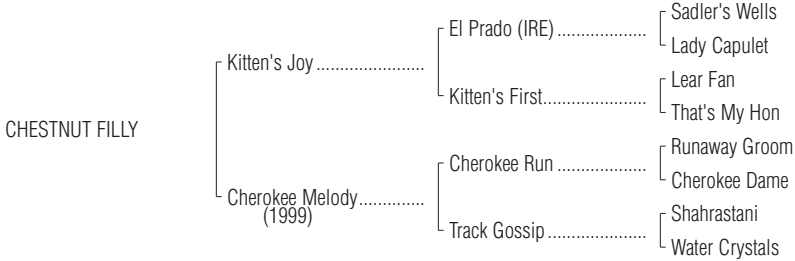 Sadler's Wells
El Prado (IRE)....................
Lady Capulet
Kitten's Joy......................
Lear Fan
Kitten's First......................
That's My Hon
CHESTNUT FILLY
Runaway Groom
Cherokee Run....................
Cherokee Dame
Cherokee Melody..............
(1999)
Shahrastani
Track Gossip......................
Water Crystals